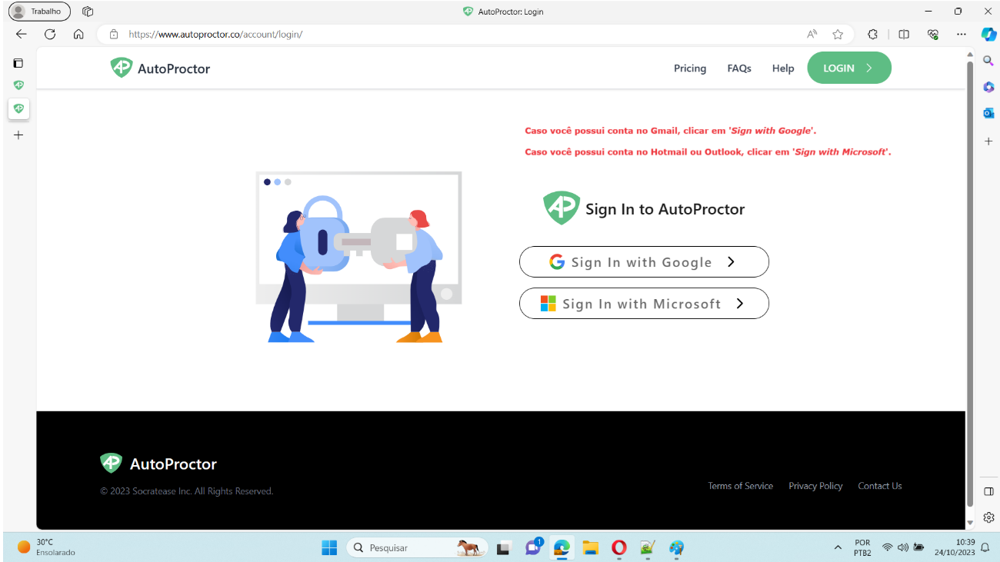 Trabalho
AutoProctor: Login
https://www.autoproctor.co/account/login/
AutoProctor
Pricing
FAQs
Help
LOGIN
Caso você possui conta no Gmail, clicar em 'Sign with Google'.
Caso você possui conta no Hotmail ou Outlook, clicar em 'Sign with Microsoft'.
Sign In to AutoProctor
Sign In with Google
Sign In with Microsoft
AutoProctor
© 2023 Socratease Inc. All Rights Reserved.
Terms of Service
Privacy Policy
Contact Us
30°C
Ensolarado
Pesquisar
1
POR
PTB2
10:39
24/10/2023